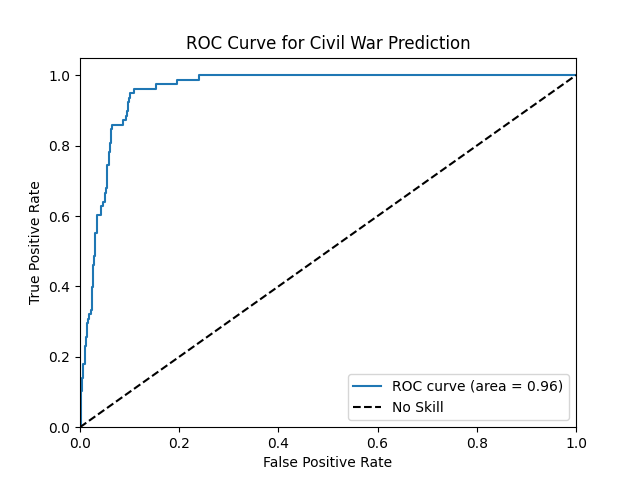 ROC Curve for Civil War Prediction
True Positive Rate
1.0
0.8
0.6
0.4
0.2
0.0
ROC curve (area = 0.96)
No Skill
0.0 0.2 0.4 0.6 0.8 1.0
False Positive Rate